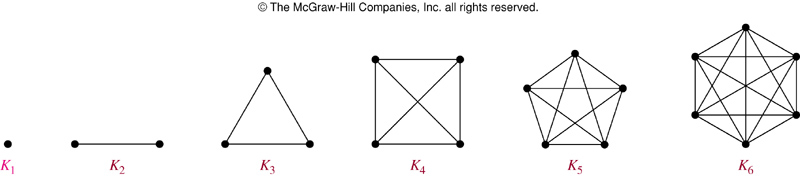 © The McGraw-Hill Companies, Inc. all rights reserved.
K1 K2 K3 K4 K5 K6